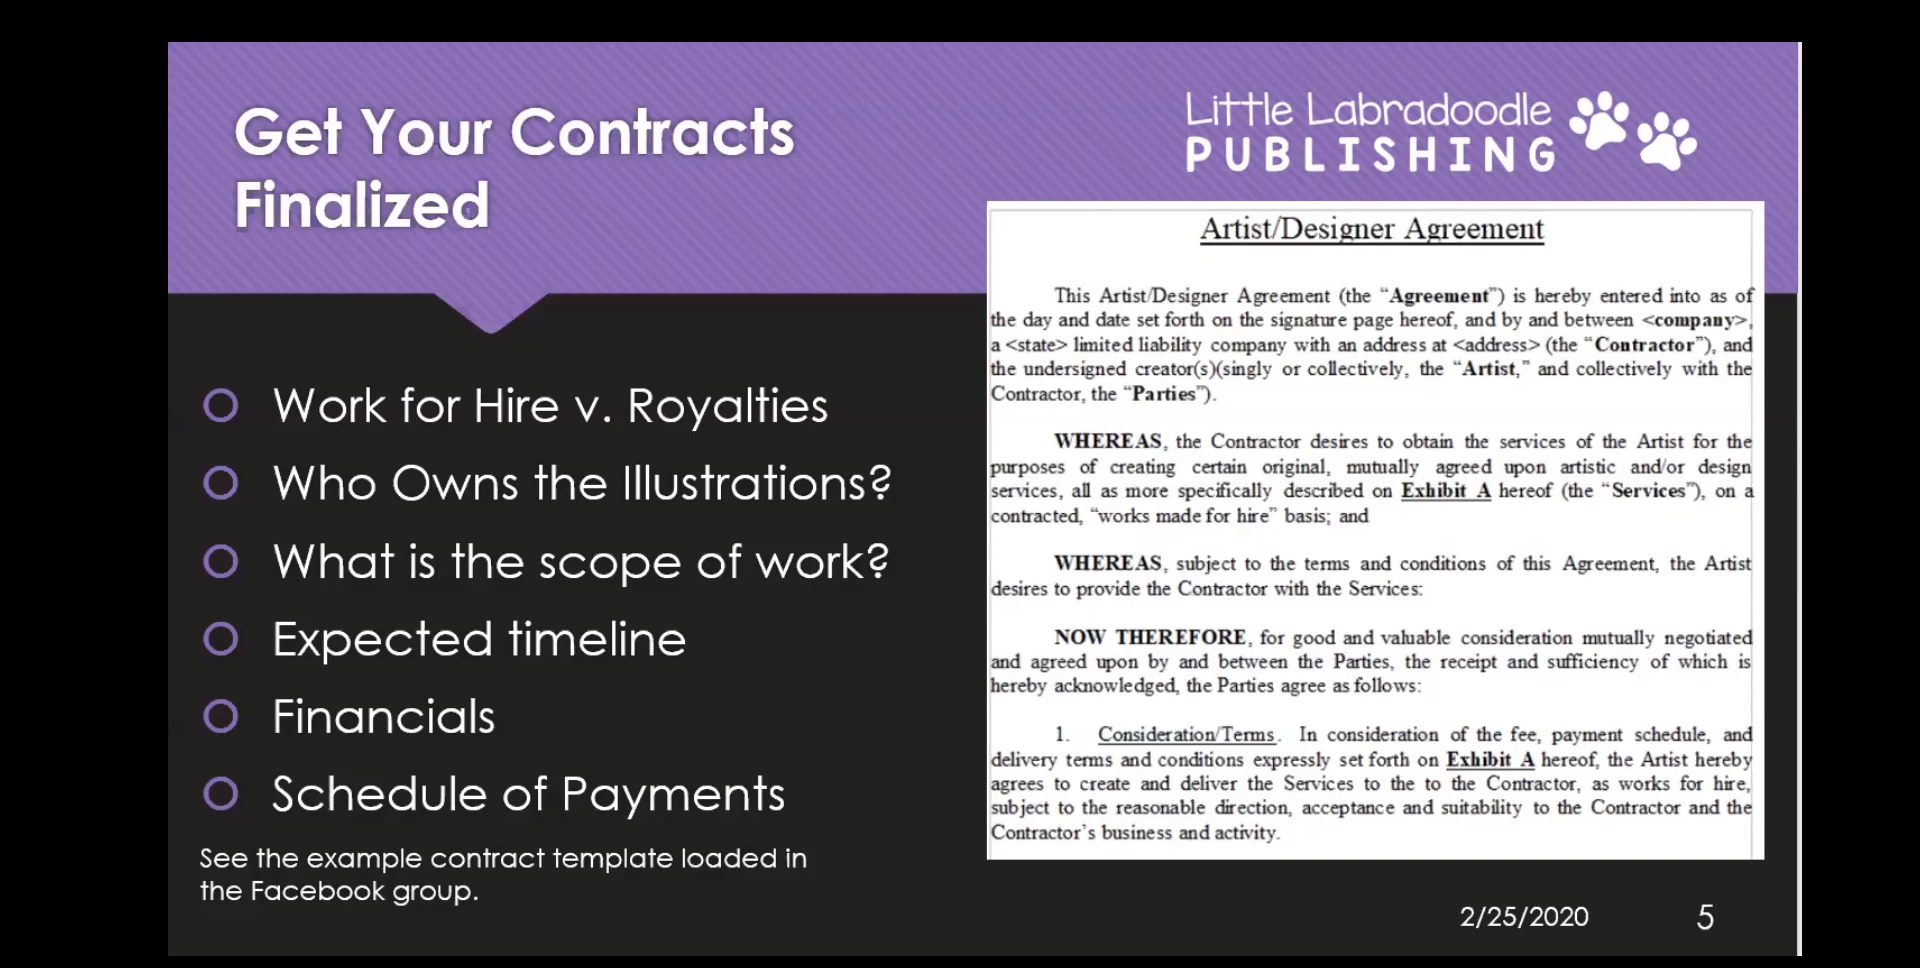 Get Your Contracts
Finalized
Little Labradoodle
PUBLISHING
Work for Hire v. Royalties
Who Owns the Illustrations?
What is the scope of work?
Expected timeline
Financials
Schedule of Payments
See the example contract template loaded in
the Facebook group.
Artist/Designer Agreement
This Artist/Designer Agreement (the “Agreement”) is hereby entered into as of
the day and date set forth on the signature page hereof, and by and between <company>,
a <state> limited liability company with an address at <address> (the “Contractor”), and
the undersigned creator(s)(singly or collectively, the “Artist,” and collectively with the
Contractor, the “Parties”).
WHEREAS, the Contractor desires to obtain the services of the Artist for the
purposes of creating certain original, mutually agreed upon artistic and/or design
services, all as more specifically described on Exhibit A hereof (the “Services”), on a
contracted, “works made for hire” basis; and
WHEREAS, subject to the terms and conditions of this Agreement, the Artist
desires to provide the Contractor with the Services:
NOW THEREFORE, for good and valuable consideration mutually negotiated
and agreed upon by and between the Parties, the receipt and sufficiency of which is
hereby acknowledged, the Parties agree as follows:
1. Consideration/Terms. In consideration of the fee, payment schedule, and
delivery terms and conditions expressly set forth on Exhibit A hereof, the Artist hereby
agrees to create and deliver the Services to the to the Contractor, as works for hire,
subject to the reasonable direction, acceptance and suitability to the Contractor and the
Contractor’s business and activity.
2/25/2020
5